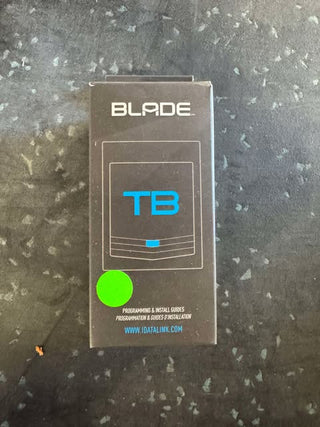 BLADE
TB
PROGRAMMING & INSTALL GUIDES
PROGRAMMATION & GUIDES D'INSTALLATION
WWW.IDATALINK.COM